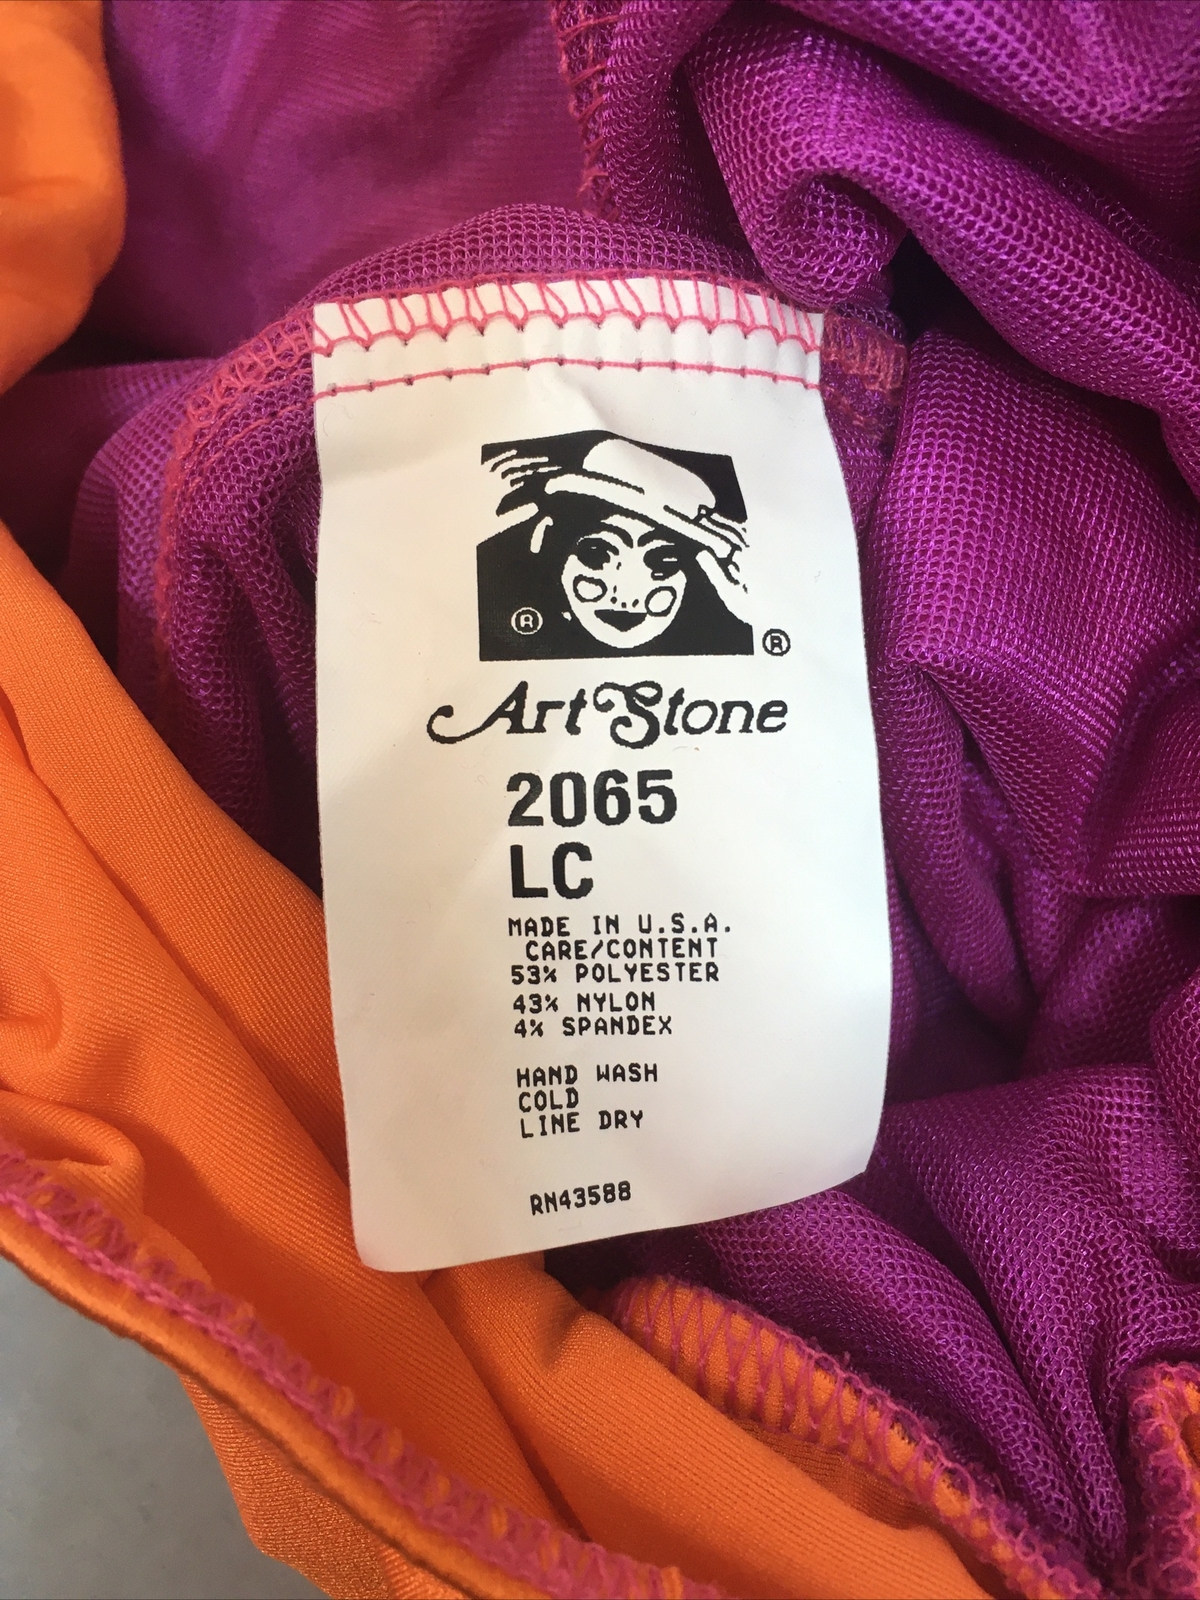 ®
®
Art Stone
2065
LC
MADE IN U.S.A.
CARE/CONTENT
53% POLYESTER
43% NYLON
4% SPANDEX
HAND WASH
COLD
LINE DRY
RN43588